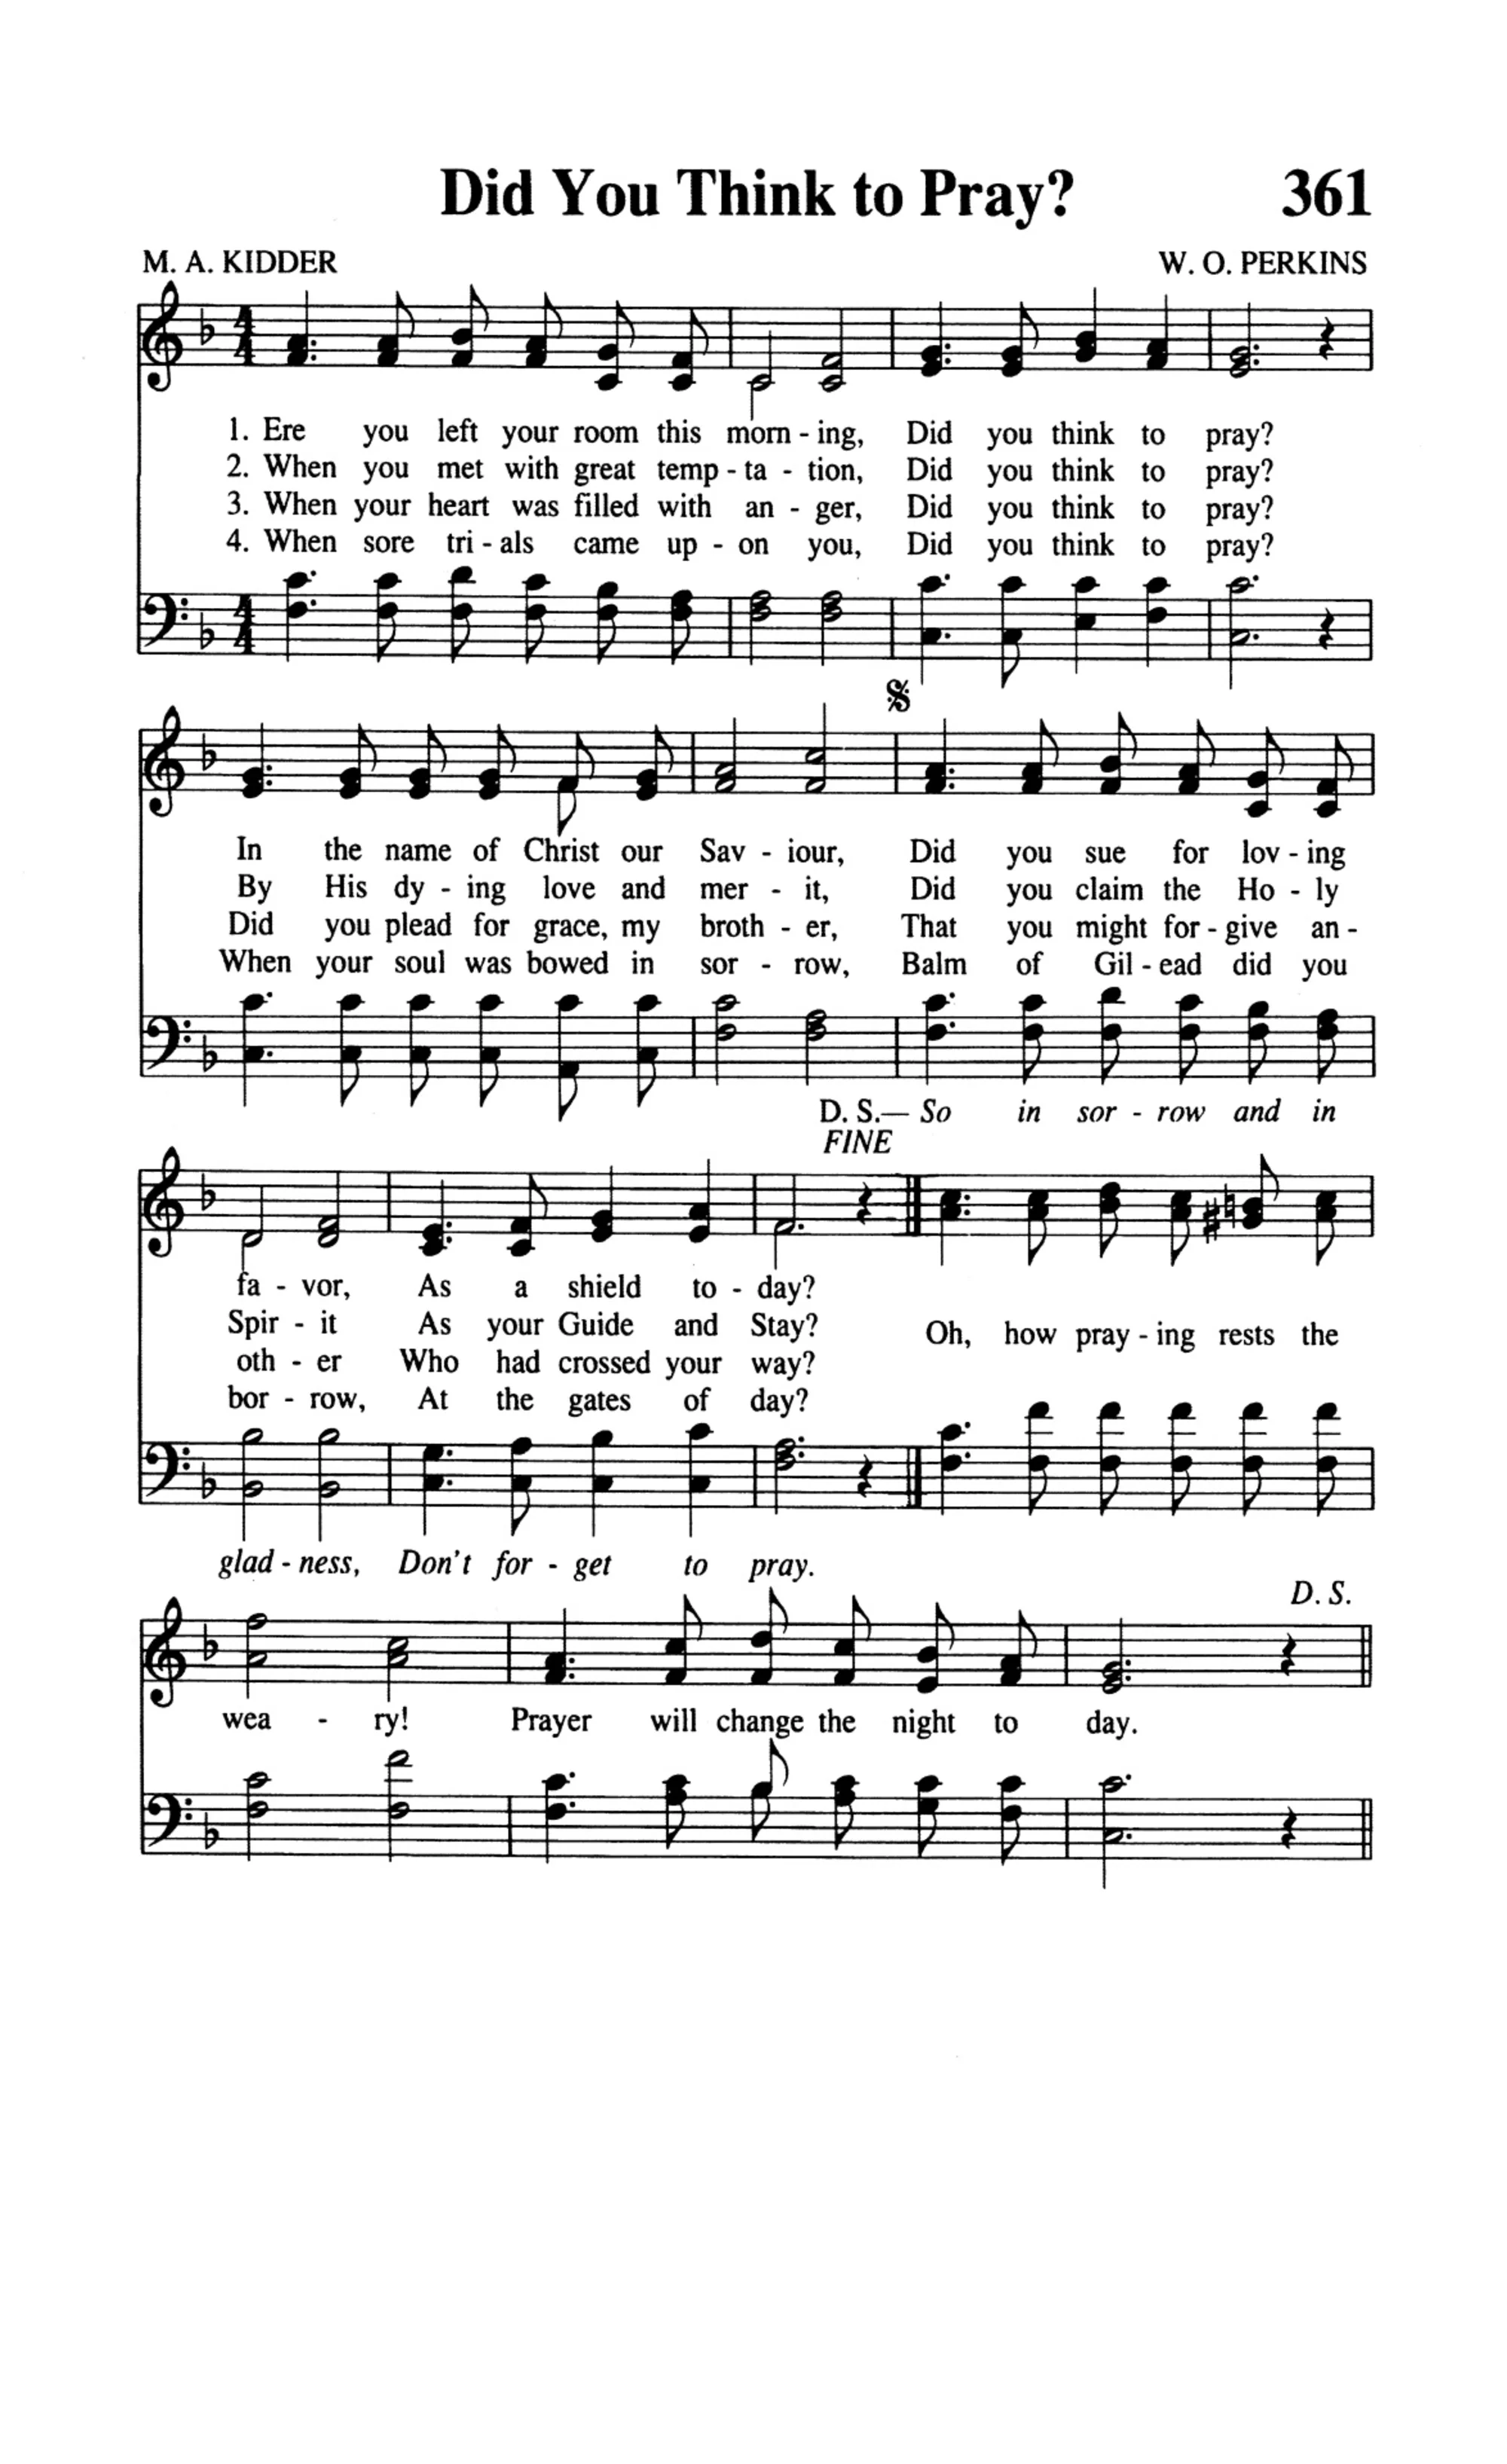 Did You Think to Pray? 361
M. A. KIDDER W. O. PERKINS
1. Ere you left your room this morn - ing, Did you think to pray?
2. When you met with great temp - ta - tion, Did you think to pray?
3. When your heart was filled with an - ger, Did you think to pray?
4. When sore tri - als came up - on you, Did you think to pray?
In the name of Christ our Sav - iour, Did you sue for lov - ing
By His dy - ing love and mer - it, Did you claim the Ho - ly
Did you plead for grace, my broth - er, That you might for - give an -
When your soul was bowed in sor - row, Balm of Gil - ead did you
D. S.— So in sor - row and in
FINE
fa - vor, As a shield to - day?
Spir - it As your Guide and Stay?
Oh, how pray - ing rests the
oth - er Who had crossed your way?
bor - row, At the gates of day?
glad - ness, Don't for - get to pray.
D. S.
wea - ry! Prayer will change the night to day.